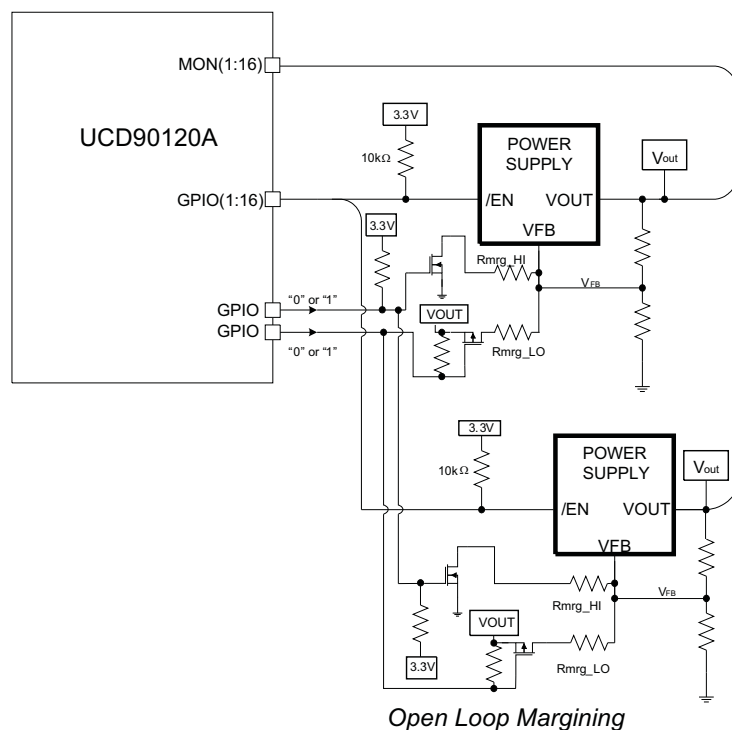 MON(1:16)
UCD90120A
3.3V
10kΩ
POWER
SUPPLY
Vout
GPIO(1:16)
/EN
VOUT
VFB
3.3V
Rmrg_HI
VFB
GPIO
"0" or "1"
GPIO
"0" or "1"
VOUT
Rmrg_LO
3.3V
10kΩ
POWER
SUPPLY
Vout
/EN
VOUT
VFB
Rmrg_HI
VFB
VOUT
3.3V
Rmrg_LO
Open Loop Margining